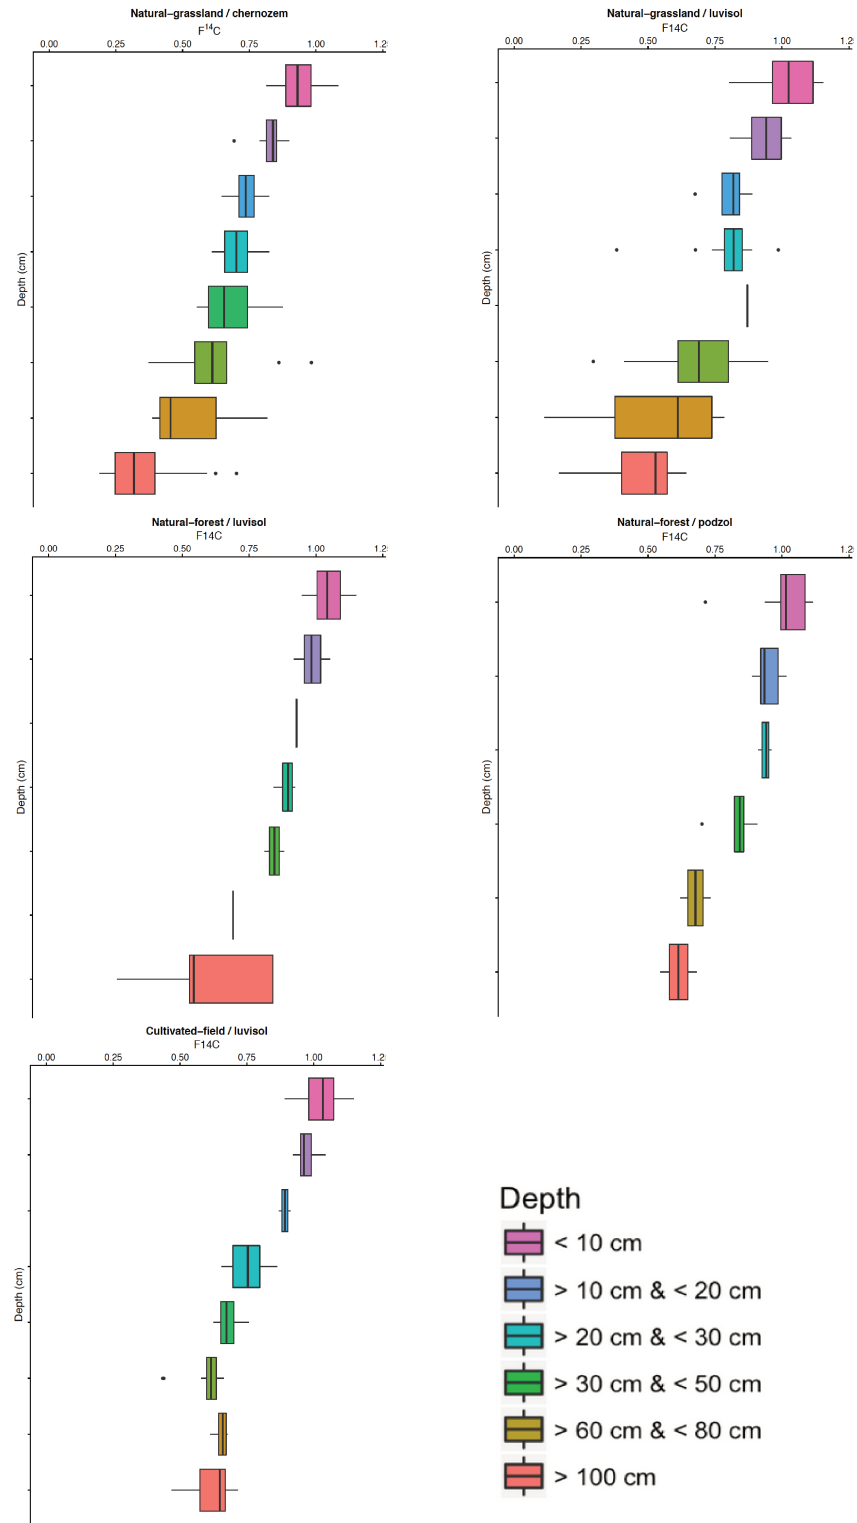 Natural−grassland / chernozem
F¹⁴C
0.00 0.25 0.50 0.75 1.00 1.2
Depth (cm)
Natural−grassland / luvisol
F14C
0.00 0.25 0.50 0.75 1.00 1.2
Depth (cm)
Natural−forest / luvisol
F14C
0.00 0.25 0.50 0.75 1.00 1.2
Depth (cm)
Natural−forest / podzol
F14C
0.00 0.25 0.50 0.75 1.00 1.2
Depth (cm)
Cultivated−field / luvisol
F14C
0.00 0.25 0.50 0.75 1.00 1.2
Depth (cm)
Depth
< 10 cm
> 10 cm & < 20 cm
> 20 cm & < 30 cm
> 30 cm & < 50 cm
> 60 cm & < 80 cm
> 100 cm